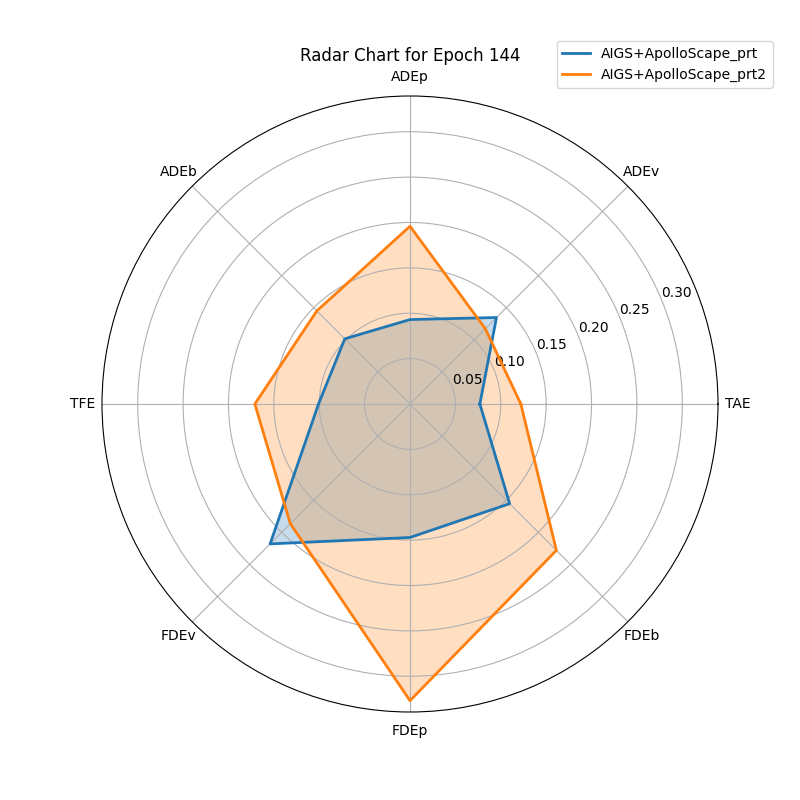 AIGS+ApolloScape_prt
AIGS+ApolloScape_prt2
Radar Chart for Epoch 144
ADEp
ADEb
ADEv
0.30
0.25
0.20
0.15
0.10
0.05
TFE
TAE
FDEv
FDEb
FDEp